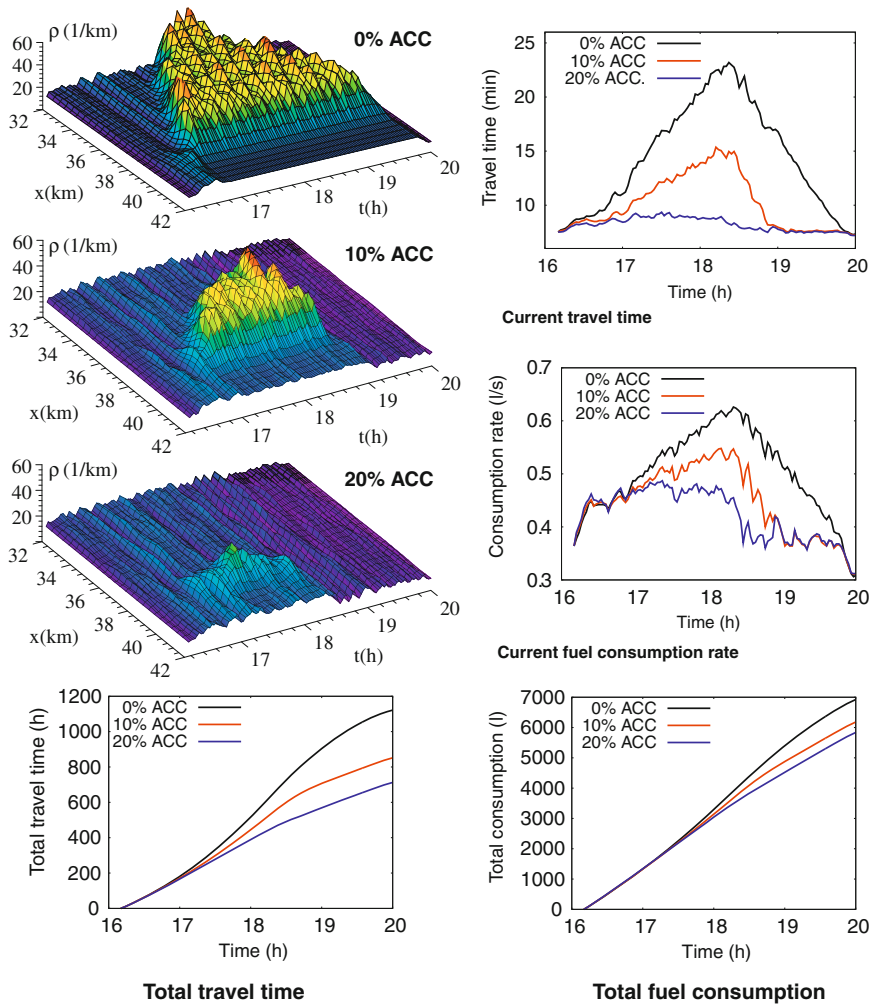 ρ (1/km)
0% ACC
60
40
20
32
34
36
38
40
42
x(km)
17
18
19
20
t(h)
ρ (1/km)
10% ACC
60
40
20
32
34
36
38
40
42
x(km)
17
18
19
20
t(h)
ρ (1/km)
20% ACC
60
40
20
32
34
36
38
40
42
x(km)
17
18
19
20
t(h)
0% ACC
10% ACC
20% ACC.
Travel time (min)
25
20
15
10
16
17
18
19
20
Time (h)
Current travel time
0% ACC
10% ACC
20% ACC
Consumption rate (l/s)
0.7
0.6
0.5
0.4
0.3
16
17
18
19
20
Time (h)
Current fuel consumption rate
0% ACC
10% ACC
20% ACC
Total travel time (h)
1200
1000
800
600
400
200
0
16
17
18
19
20
Time (h)
Total travel time
0% ACC
10% ACC
20% ACC
Total consumption (l)
7000
6000
5000
4000
3000
2000
1000
0
16
17
18
19
20
Time (h)
Total fuel consumption